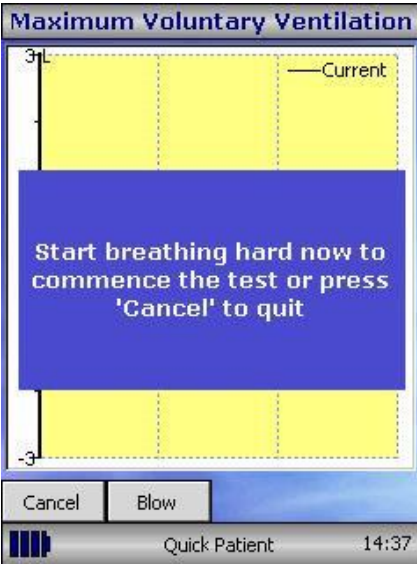 Maximum Voluntary Ventilation
3 L
Current
Start breathing hard now to
commence the test or press
'Cancel' to quit
-3
Cancel
Blow
Quick Patient
14:37